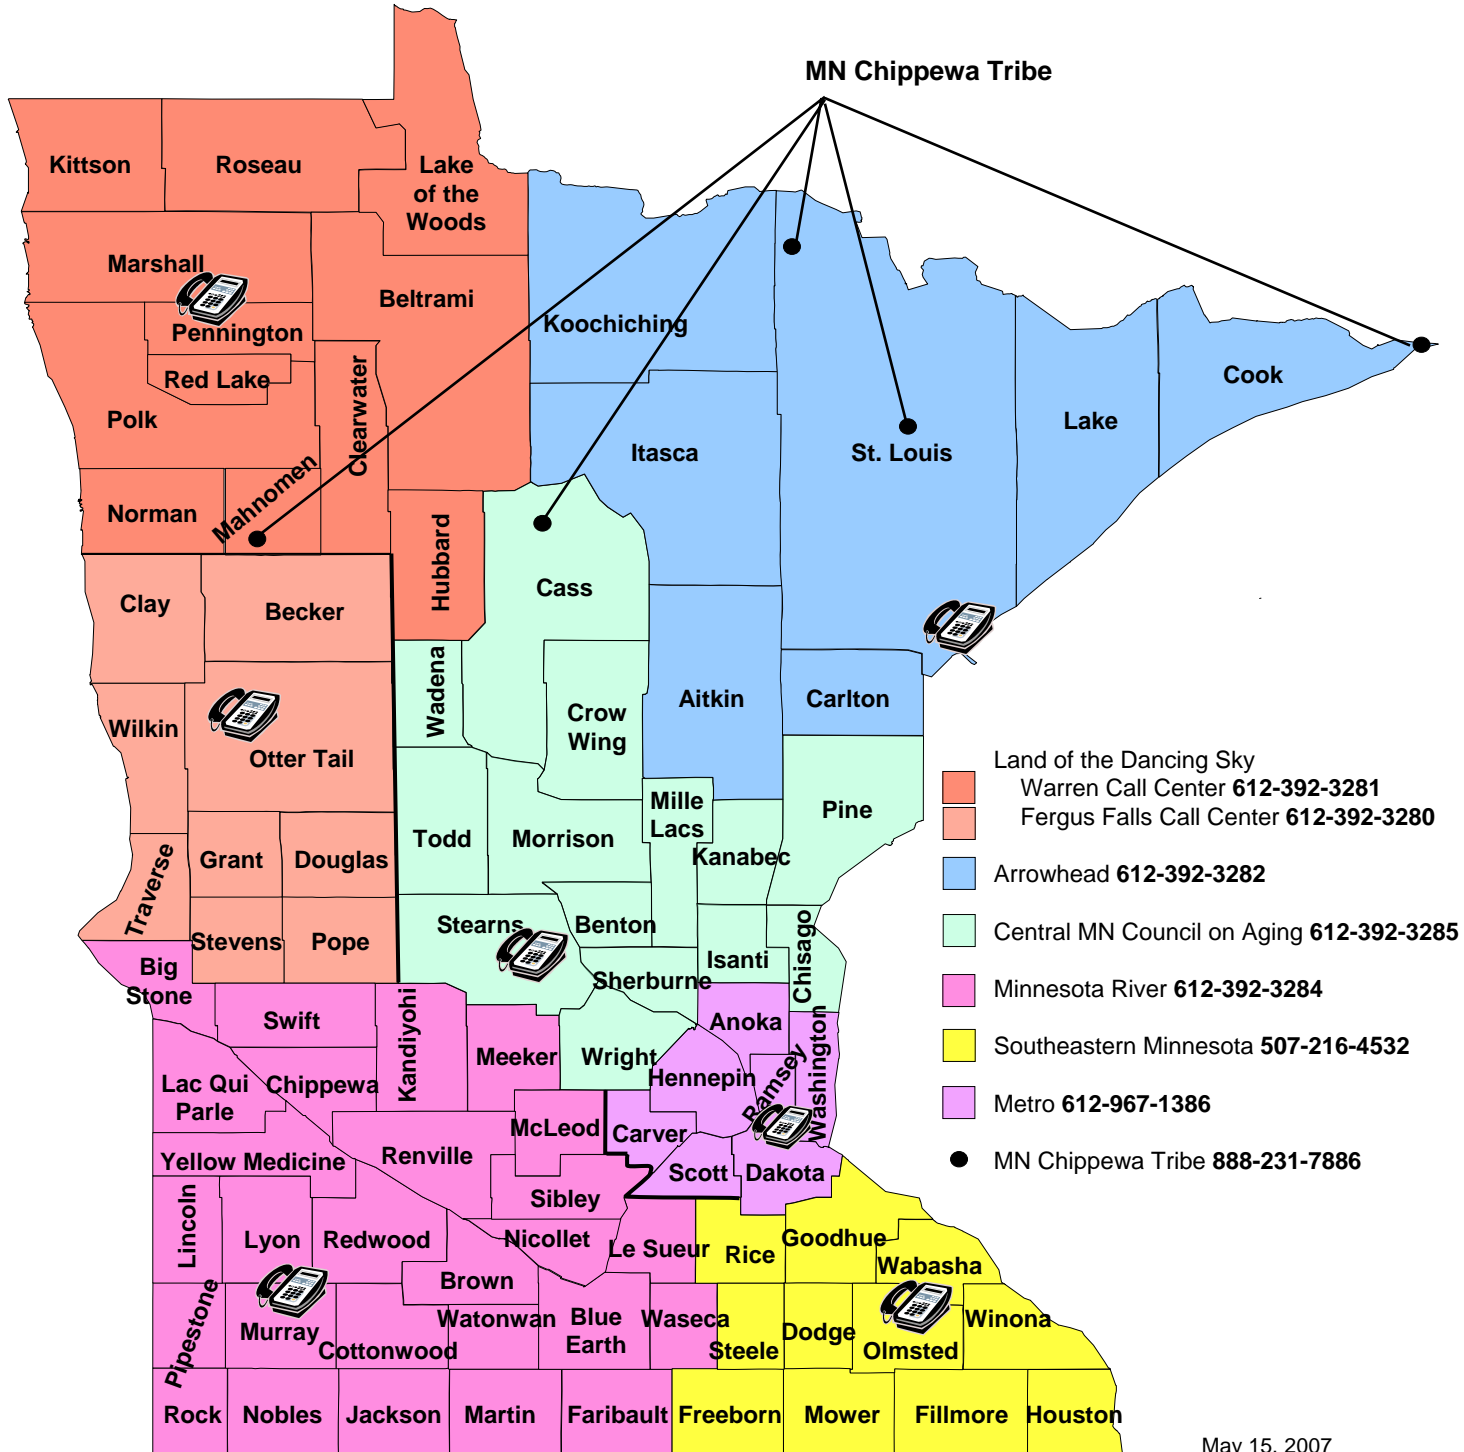 MN Chippewa Tribe
Kittson
Roseau
Lake
of the
Woods
Marshall
Beltrami
Koochiching
Pennington
Red Lake
Clearwater
Polk
Cook
Lake
Itasca
St. Louis
Mahnomen
Norman
Hubbard
Cass
Clay
Becker
Wadena
Aitkin
Carlton
Crow
Wing
Wilkin
Otter Tail
Land of the Dancing Sky
Warren Call Center 612-392-3281
Fergus Falls Call Center 612-392-3280
Arrowhead 612-392-3282
Central MN Council on Aging 612-392-3285
Minnesota River 612-392-3284
Southeastern Minnesota 507-216-4532
Metro 612-967-1386
MN Chippewa Tribe 888-231-7886
Mille
Lacs
Pine
Todd
Morrison
Kanabec
Grant
Douglas
Traverse
Stearns
Benton
Stevens
Pope
Isanti
Chisago
Big
Stone
Sherburne
Swift
Anoka
Kandiyohi
Meeker
Wright
Washington
Hennepin
Ramsey
Lac Qui
Parle
Chippewa
McLeod
Carver
Yellow Medicine
Renville
Scott
Dakota
Sibley
Lincoln
Lyon
Redwood
Nicollet
Le Sueur
Rice
Goodhue
Wabasha
Brown
Pipestone
Murray
Cottonwood
Watonwan
Blue
Earth
Waseca
Steele
Dodge
Olmsted
Winona
Rock
Nobles
Jackson
Martin
Faribault
Freeborn
Mower
Fillmore
Houston
May 15, 2007